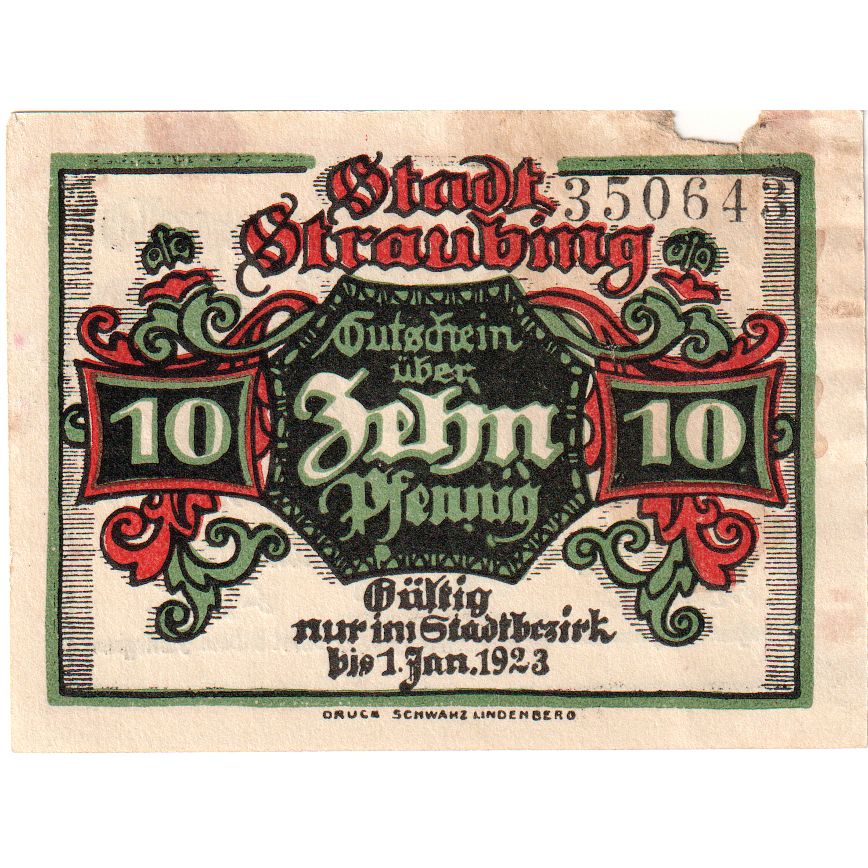 Stadt
350643
Straubing
Gutschein
über
10 Zehn 10
Pfennig
Gültig
nur im Stadtbezirk
bis 1. Jan. 1923
DRUCK SCHWARZ LINDENBERG